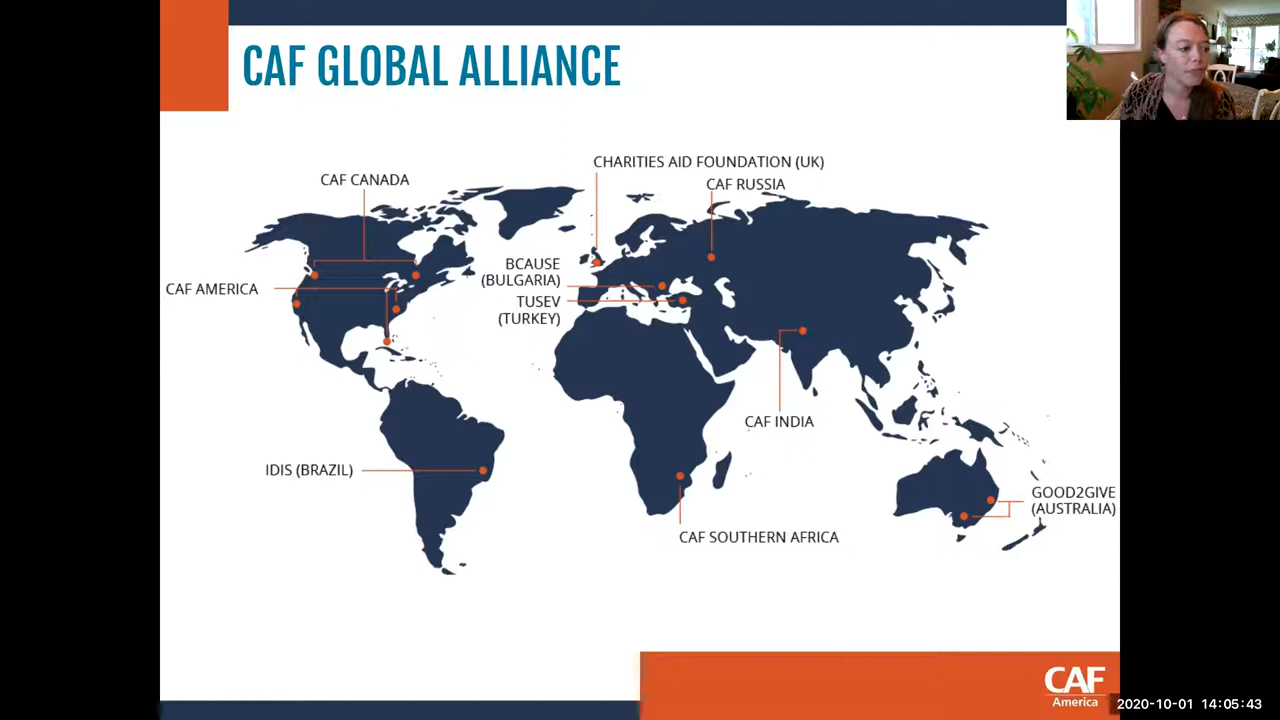 CAF GLOBAL ALLIANCE
CHARITIES AID FOUNDATION (UK)
CAF CANADA
CAF RUSSIA
BCAUSE
(BULGARIA)
CAF AMERICA
TUSEV
(TURKEY)
CAF INDIA
IDIS (BRAZIL)
GOOD2GIVE
(AUSTRALIA)
CAF SOUTHERN AFRICA
CAF
America
2020-10-01 14:05:43